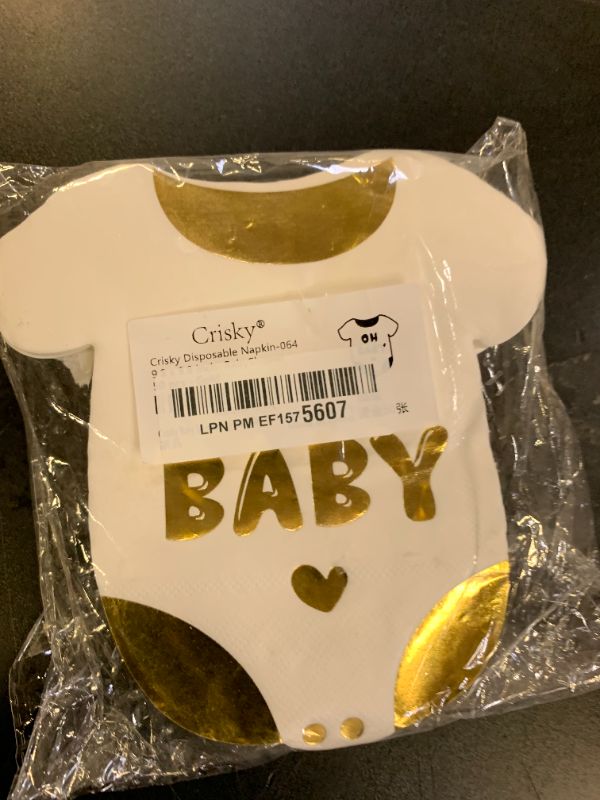 Crisky®
Crisky Disposable Napkin-064
OH
LPN PM EF1575607
张
BABY